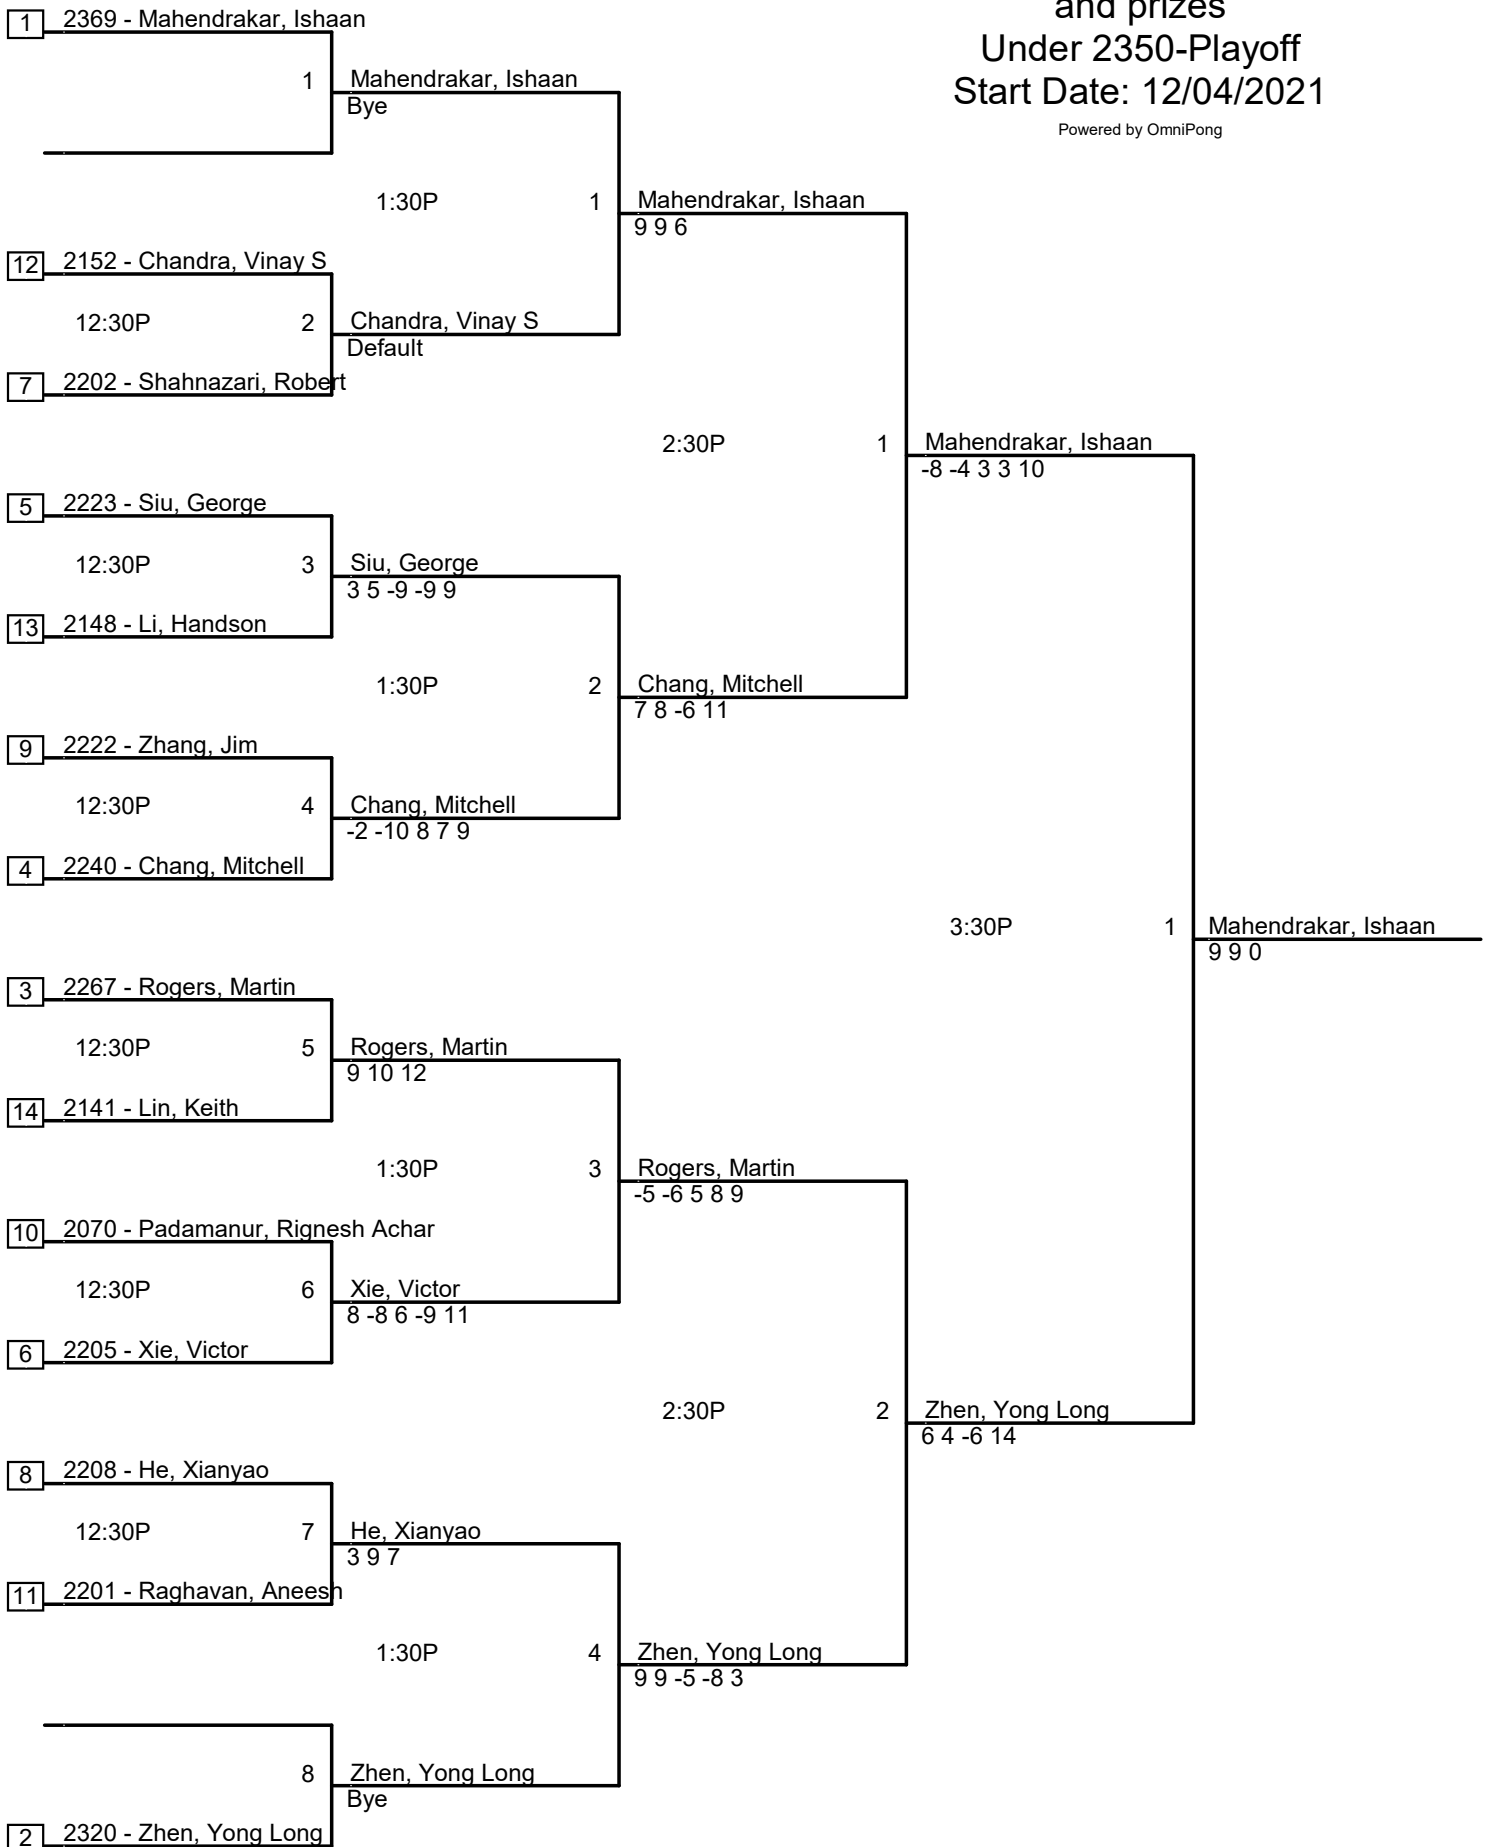 and prizes
Under 2350-Playoff
Start Date: 12/04/2021
Powered by OmniPong
1 2369 - Mahendrakar, Ishaan
1 Mahendrakar, Ishaan
Bye
1:30P 1 Mahendrakar, Ishaan
9 9 6
12 2152 - Chandra, Vinay S
12:30P 2 Chandra, Vinay S
Default
7 2202 - Shahnazari, Robert
2:30P 1 Mahendrakar, Ishaan
-8 -4 3 3 10
5 2223 - Siu, George
12:30P 3 Siu, George
3 5 -9 -9 9
13 2148 - Li, Handson
1:30P 2 Chang, Mitchell
7 8 -6 11
9 2222 - Zhang, Jim
12:30P 4 Chang, Mitchell
-2 -10 8 7 9
4 2240 - Chang, Mitchell
3:30P 1 Mahendrakar, Ishaan
9 9 0
3 2267 - Rogers, Martin
12:30P 5 Rogers, Martin
9 10 12
14 2141 - Lin, Keith
1:30P 3 Rogers, Martin
-5 -6 5 8 9
10 2070 - Padamanur, Rignesh Achar
12:30P 6 Xie, Victor
8 -8 6 -9 11
6 2205 - Xie, Victor
2:30P 2 Zhen, Yong Long
6 4 -6 14
8 2208 - He, Xianyao
12:30P 7 He, Xianyao
3 9 7
11 2201 - Raghavan, Aneesh
1:30P 4 Zhen, Yong Long
9 9 -5 -8 3
8 Zhen, Yong Long
Bye
2 2320 - Zhen, Yong Long